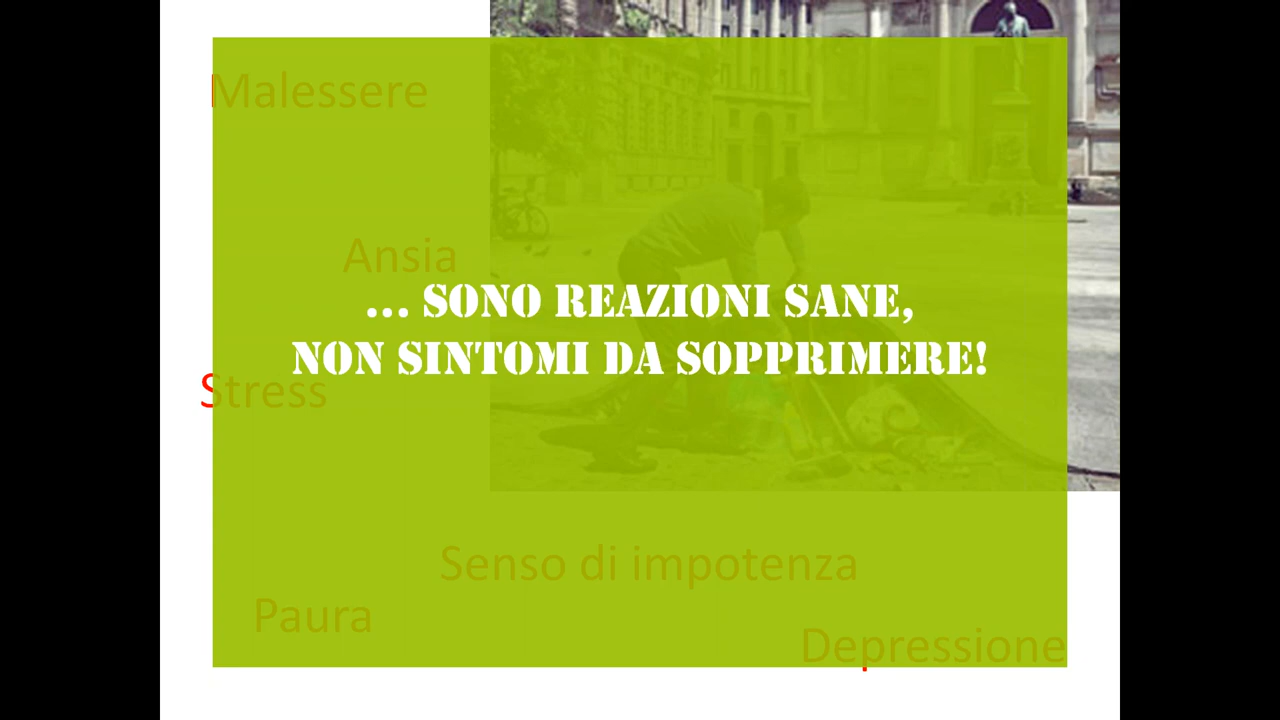 Malessere
Ansia
... SONO REAZIONI SANE,
NON SINTOMI DA SOPPRIMERE!
Stress
Senso di impotenza
Paura
Depressione